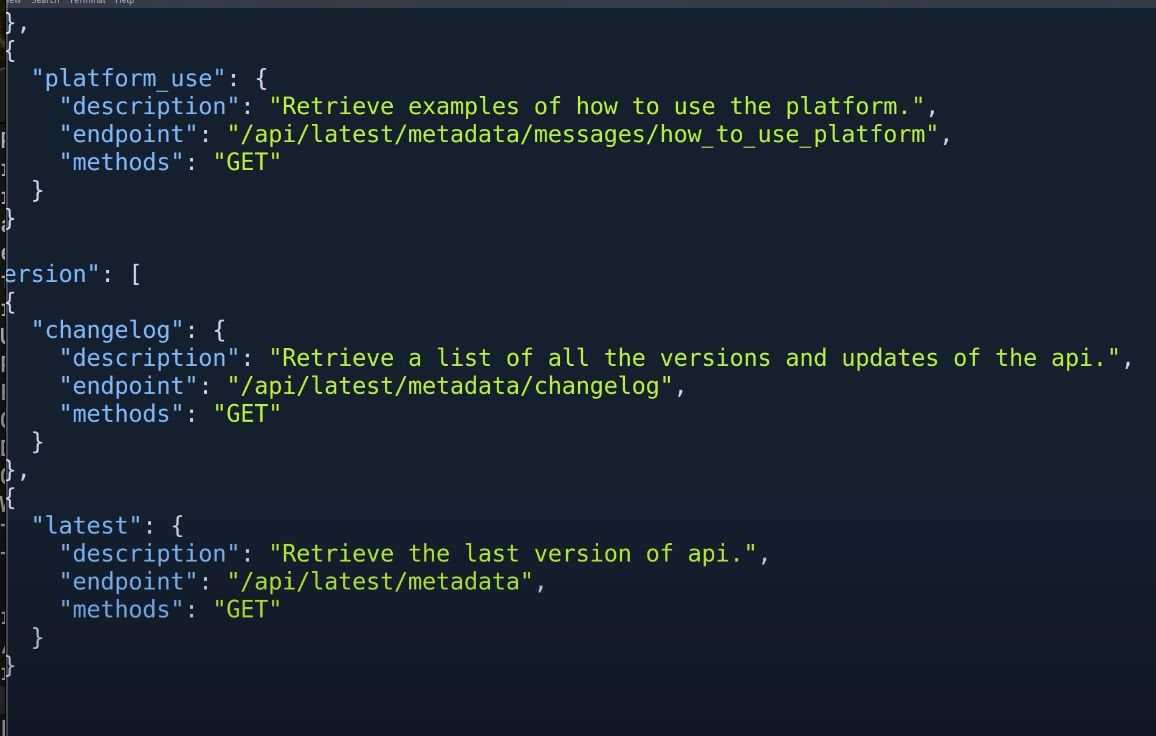 Search Terminal Help
},
{
"platform_use": {
"description": "Retrieve examples of how to use the platform.",
"endpoint": "/api/latest/metadata/messages/how_to_use_platform",
"methods": "GET"
}
}
ersion": [
{
"changelog": {
"description": "Retrieve a list of all the versions and updates of the api.",
"endpoint": "/api/latest/metadata/changelog",
"methods": "GET"
}
},
{
"latest": {
"description": "Retrieve the last version of api.",
"endpoint": "/api/latest/metadata",
"methods": "GET"
}
}